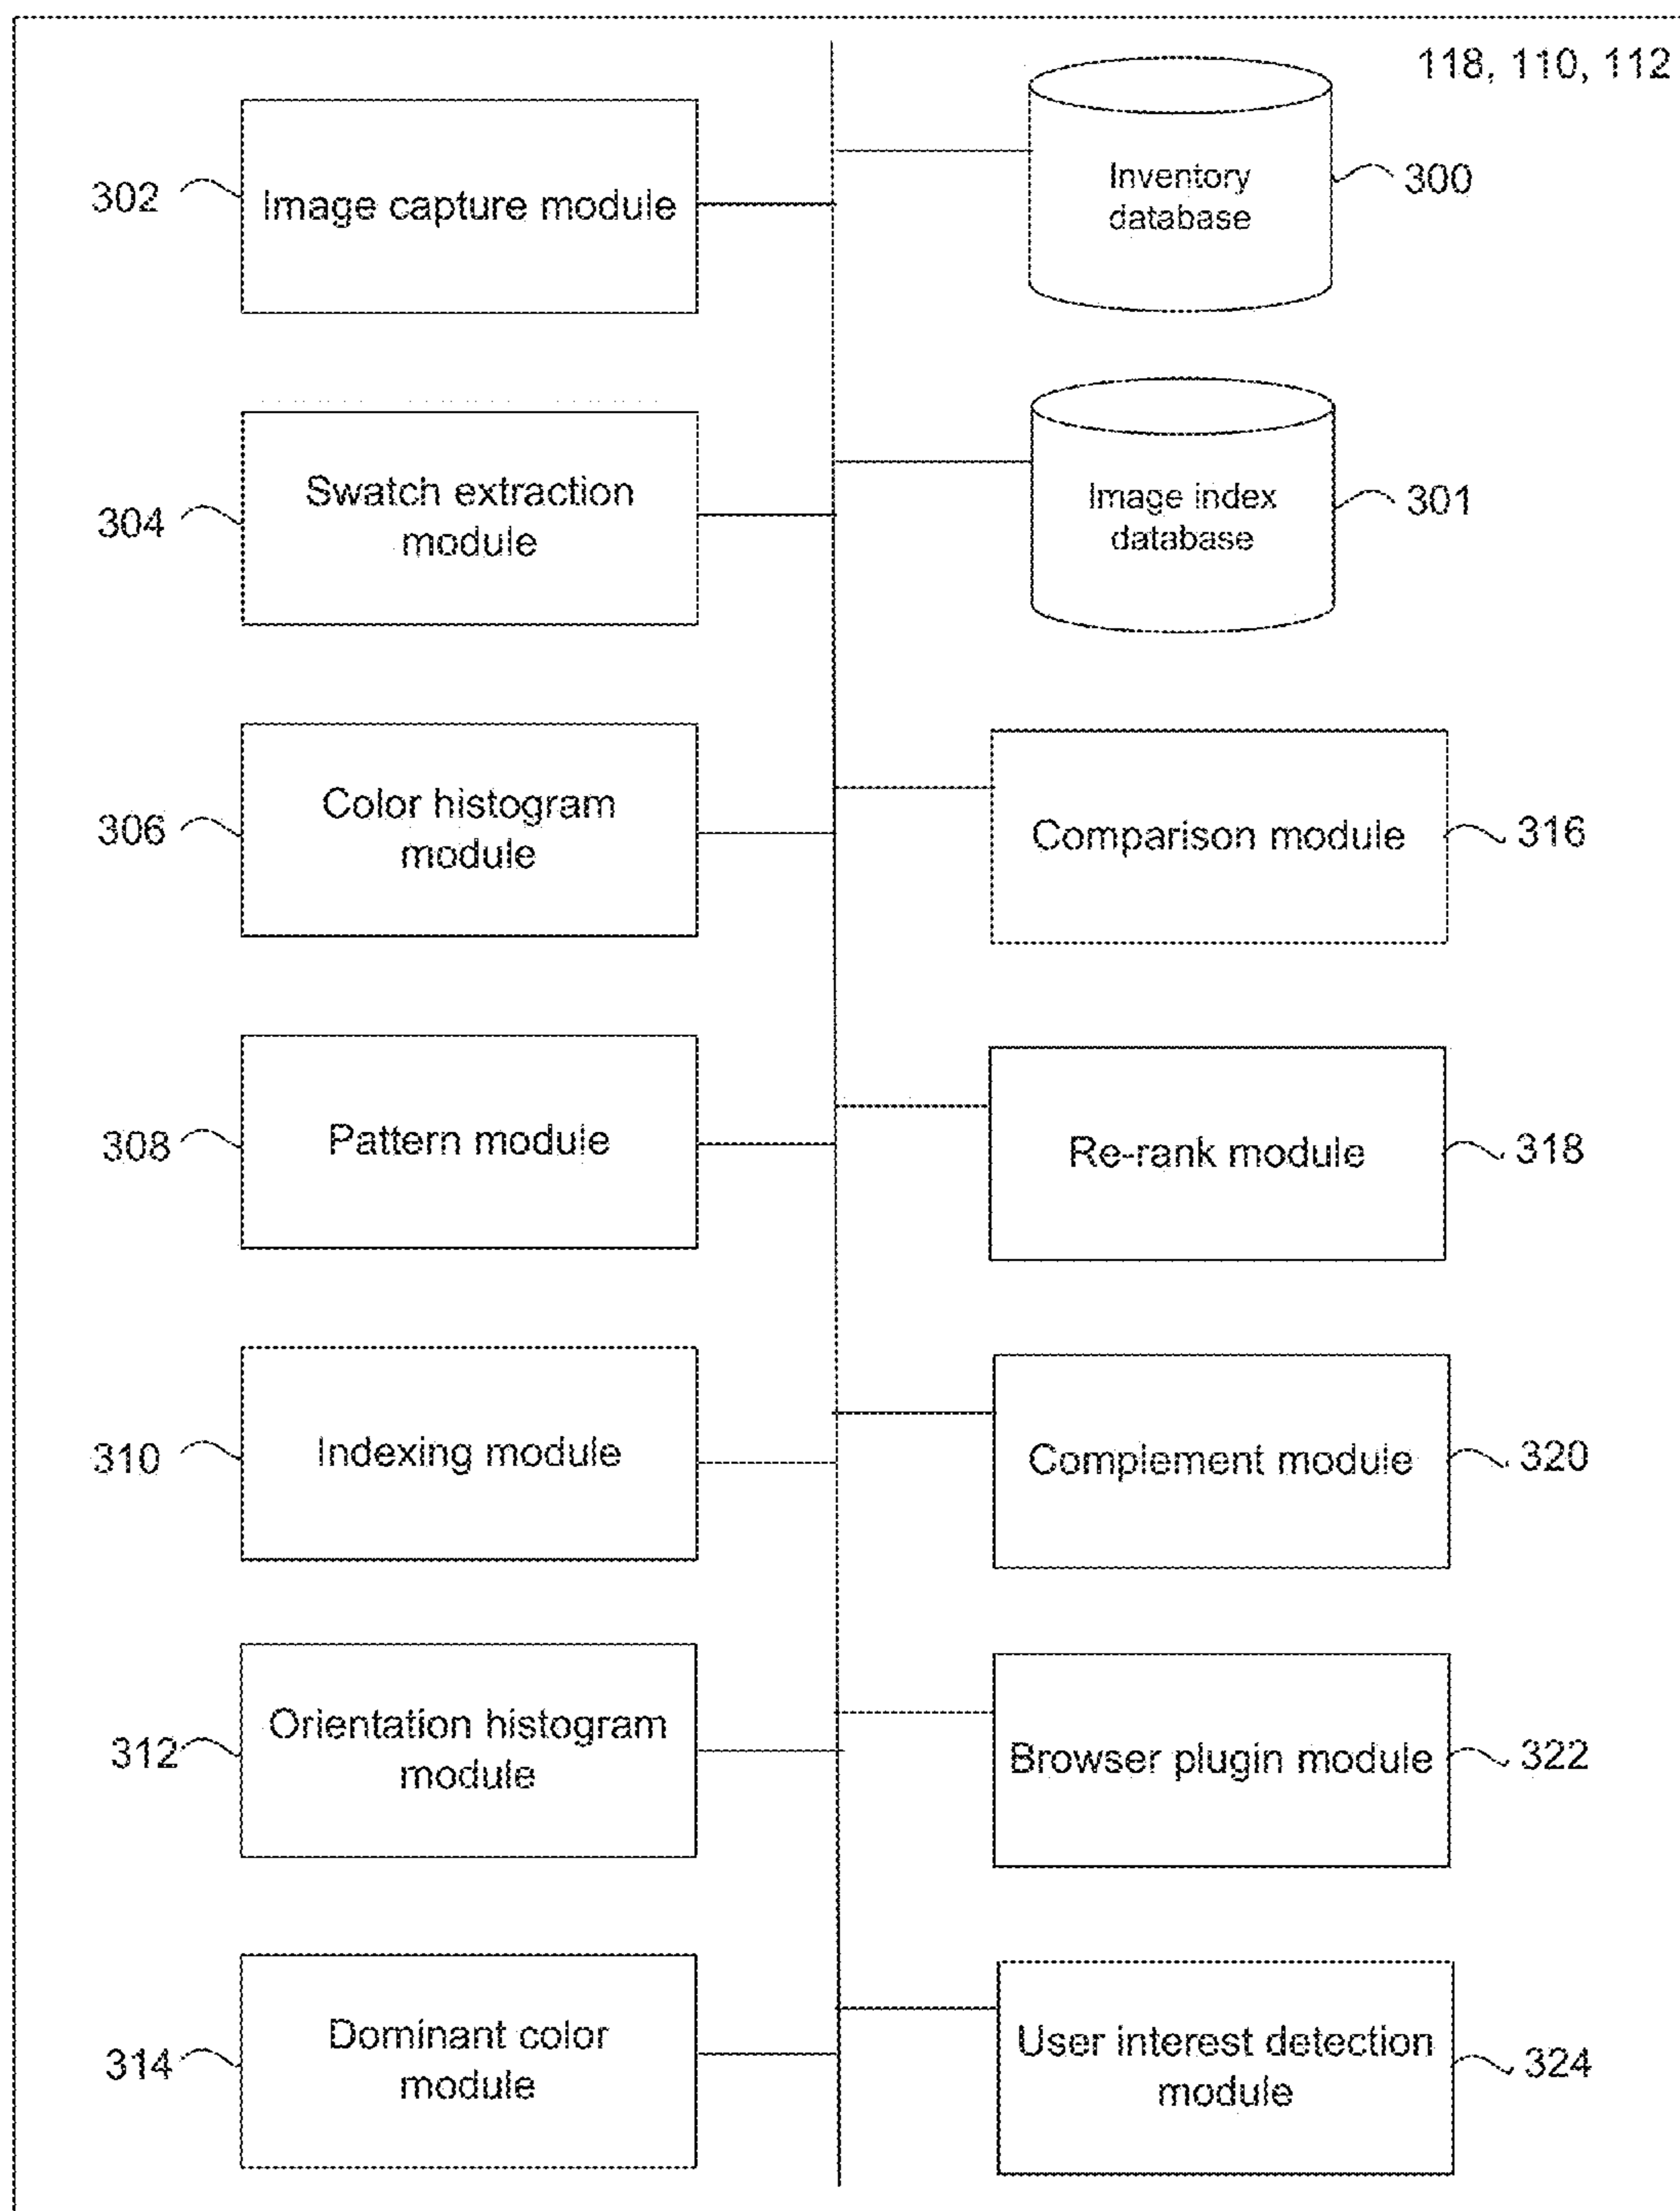 118, 110, 112
302
Image capture module
Inventory
database
300
304
Swatch extraction
module
Image index
database
301
306
Color histogram
module
Comparison module
316
308
Pattern module
Re-rank module
318
310
Indexing module
Complement module
320
312
Orientation histogram
module
Browser plugin module
322
314
Dominant color
module
User interest detection
module
324